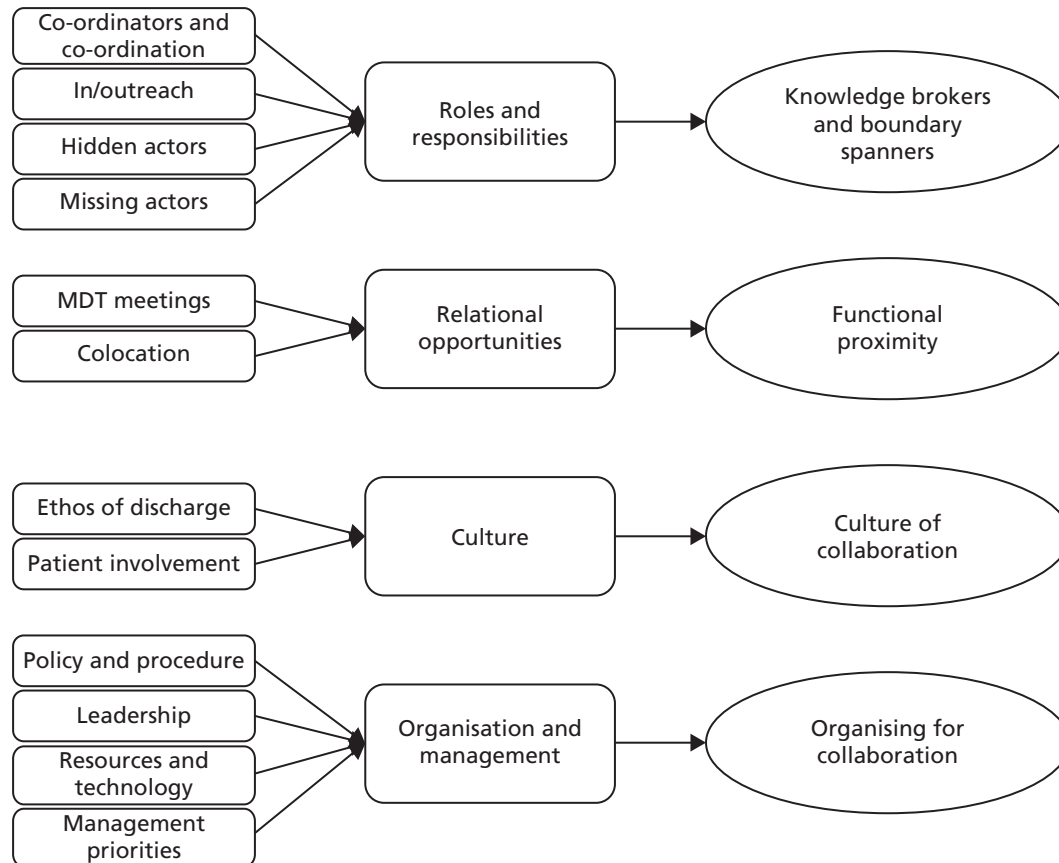 Co-ordinators and
co-ordination
In/outreach
Hidden actors
Missing actors
Roles and
responsibilities
Knowledge brokers
and boundary
spanners
MDT meetings
Colocation
Relational
opportunities
Functional
proximity
Ethos of discharge
Patient involvement
Culture
Culture of
collaboration
Policy and procedure
Leadership
Resources and
technology
Management
priorities
Organisation and
management
Organising for
collaboration